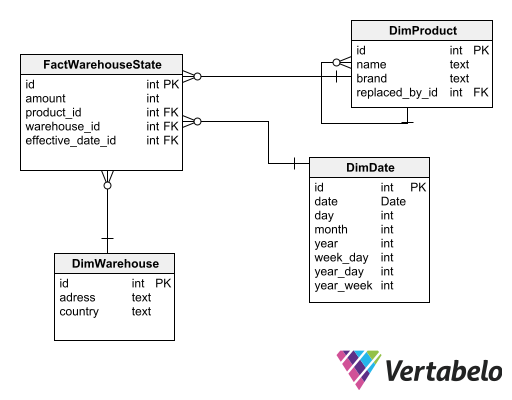 DimProduct
id int PK
name text
brand text
replaced_by_id int FK
FactWarehouseState
id int PK
amount int
product_id int FK
warehouse_id int FK
effective_date_id int FK
DimDate
id int PK
date Date
day int
month int
year int
week_day int
year_day int
year_week int
DimWarehouse
id int PK
adress text
country text
Vertabelo